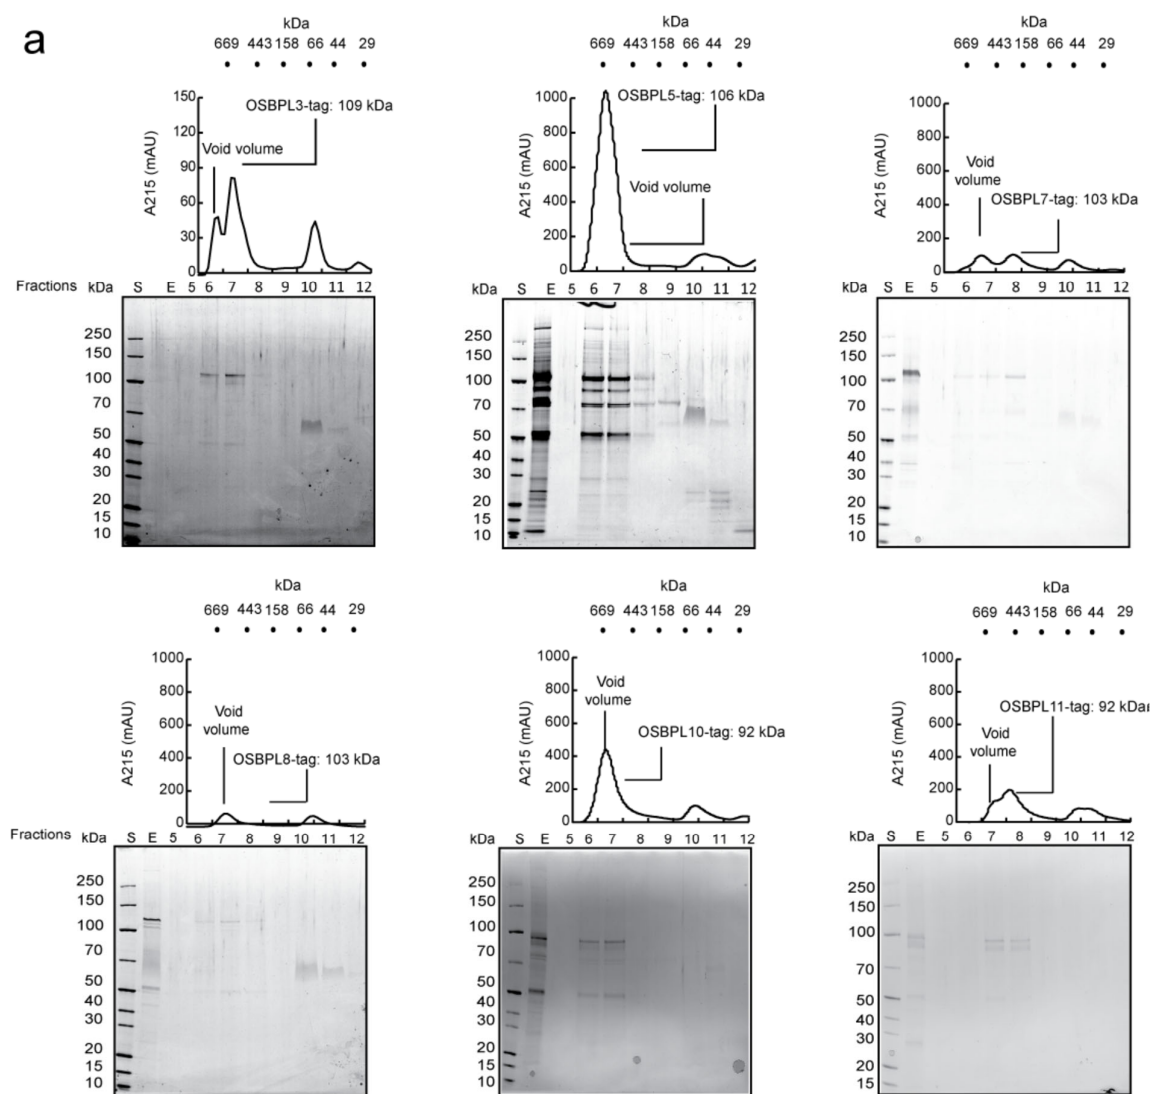 a
kDa
669 443 158 66 44 29
150
120
90
60
30
0
A215 (mAU)
OSBPL3-tag: 109 kDa
Void volume
Fractions kDa S E 5 6 7 8 9 10 11 12
250
150
100
70
50
40
30
20
15
10
kDa
669 443 158 66 44 29
1000
800
600
400
200
0
A215 (mAU)
OSBPL5-tag: 106 kDa
Void volume
kDa S E 5 6 7 8 9 10 11 12
250
150
100
70
50
40
30
20
15
10
kDa
669 443 158 66 44 29
1000
800
600
400
200
0
A215 (mAU)
Void
volume
OSBPL7-tag: 103 kDa
kDa S E 5 6 7 8 9 10 11 12
250
150
100
70
50
40
30
20
15
10
kDa
669 443 158 66 44 29
1000
800
600
400
200
0
A215 (mAU)
Void
volume
OSBPL8-tag: 103 kDa
Fractions kDa S E 5 6 7 8 9 10 11 12
250
150
100
70
50
40
30
20
15
10
kDa
669 443 158 66 44 29
1000
800
600
400
200
0
A215 (mAU)
Void
volume
OSBPL10-tag: 92 kDa
kDa S E 5 6 7 8 9 10 11 12
250
150
100
70
50
40
30
20
15
10
kDa
669 443 158 66 44 29
1000
800
600
400
200
0
A215 (mAU)
OSBPL11-tag: 92 kDa
Void
volume
kDa S E 5 6 7 8 9 10 11 12
250
150
100
70
50
40
30
20
15